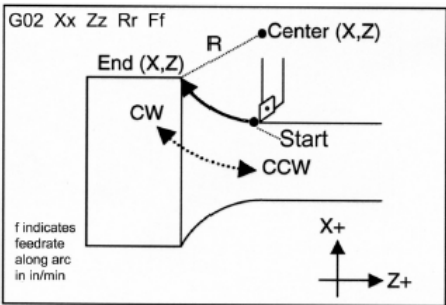 G02 Xx Zz Rr Ff
R
Center (X,Z)
End (X,Z)
CW
Start
CCW
f indicates
feedrate
along arc
in in/min
X+
Z+